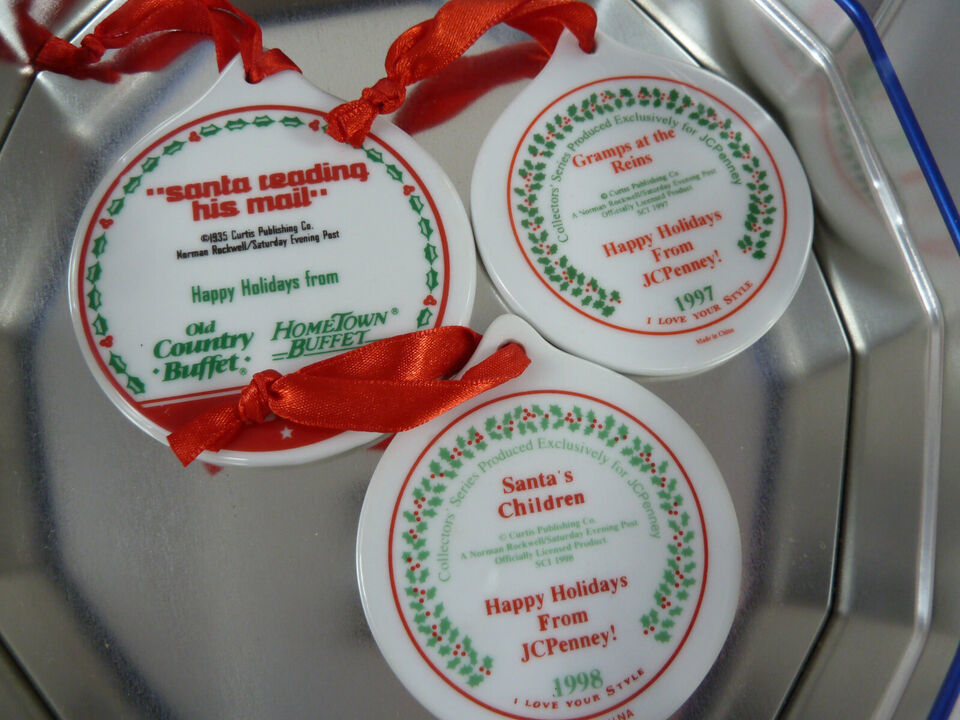 "santa reading
his mail"
©1935 Curtis Publishing Co.
Norman Rockwell/Saturday Evening Post
Happy Holidays from
Old
Country
Buffet®
HOMETOWN®
BUFFET
Collectors' Series Produced Exclusively for JCPenney
Gramps at the
Reins
© Curtis Publishing Co.
A Norman Rockwell/Saturday Evening Post
Officially Licensed Product
SCI 1997
Happy Holidays
From
JCPenney!
1997
I LOVE YOUR STYLE
Made in China
Collectors' Series Produced Exclusively for JCPenney
Santa's
Children
© Curtis Publishing Co.
A Norman Rockwell/Saturday Evening Post
Officially Licensed Product.
SCI 1998
Happy Holidays
From
JCPenney!
1998
I LOVE YOUR STYLE